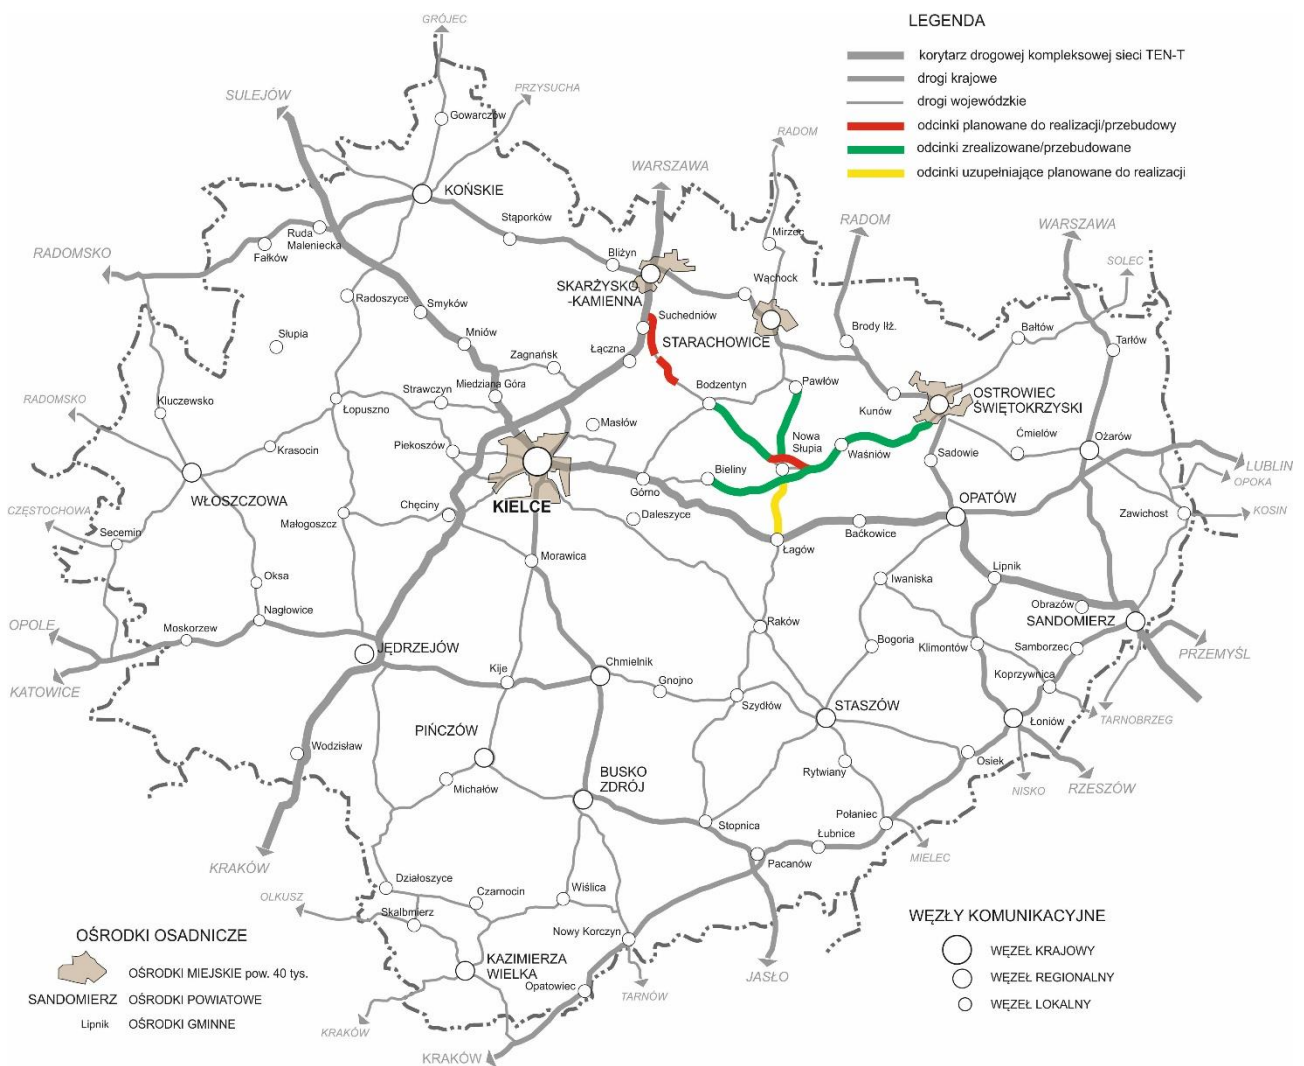 GRÓJEC
LEGENDA
korytarz drogowej kompleksowej sieci TEN-T
drogi krajowe
drogi wojewódzkie
odcinki planowane do realizacji/przebudowy
odcinki zrealizowane/przebudowane
odcinki uzupełniające planowane do realizacji
SULEJÓW
PRZYSUCHA
Gowarczów
RADOM
WARSZAWA
KOŃSKIE
Stąporków
RADOM
WARSZAWA
Mirzec
Ruda
Maleniecka
RADOMSKO
Fałków
Bliżyn
SOLEC
Wąchock
SKARŻYSKO
-KAMIENNA
Radoszyce
Smyków
Suchedniów
Brody Iłż.
Bałtów
Tarłów
Słupia
Mniów
STARACHOWICE
Łączna
Zagnańsk
Miedziana Góra
Strawczyn
Bodzentyn
Pawłów
OSTROWIEC
ŚWIĘTOKRZYSKI
RADOMSKO
Kluczewsko
Łopuszno
Kunów
Masłów
Krasocin
Piekoszów
Nowa
Słupia
Waśniów
Ćmielów
Ożarów
Sadowie
Bieliny
LUBLIN
OPOKA
WŁOSZCZOWA
KIELCE
Górno
OPATÓW
CZĘSTOCHOWA
Chęciny
Daleszyce
Zawichost
KOSIN
Małogoszcz
Baćkowice
Secemin
Łagów
Morawica
Lipnik
Oksa
Iwaniska
Obrazów
Nagłowice
SANDOMIERZ
OPOLE
Moskorzew
Raków
Bogoria
Klimontów
Samborzec
PRZEMYŚL
JĘDRZEJÓW
Kije
Chmielnik
Koprzywnica
KATOWICE
Gnojno
Szydłów
STASZÓW
Łoniów
TARNOBRZEG
PIŃCZÓW
Wodzisław
Osiek
Rytwiany
BUSKO
ZDRÓJ
Michałów
NISKO
RZESZÓW
Połaniec
Stopnica
Łubnice
MIELEC
Pacanów
KRAKÓW
Działoszyce
OLKUSZ
Czarnocin
Wiślica
Skalbmierz
Nowy Korczyn
WĘZŁY KOMUNIKACYJNE
WĘZEŁ KRAJOWY
WĘZEŁ REGIONALNY
WĘZEŁ LOKALNY
OŚRODKI OSADNICZE
OŚRODKI MIEJSKIE pow. 40 tys.
SANDOMIERZ OŚRODKI POWIATOWE
Lipnik OŚRODKI GMINNE
KAZIMIERZA
WIELKA
Opatowiec
TARNÓW
JASŁO
KRAKÓW
KRAKÓW